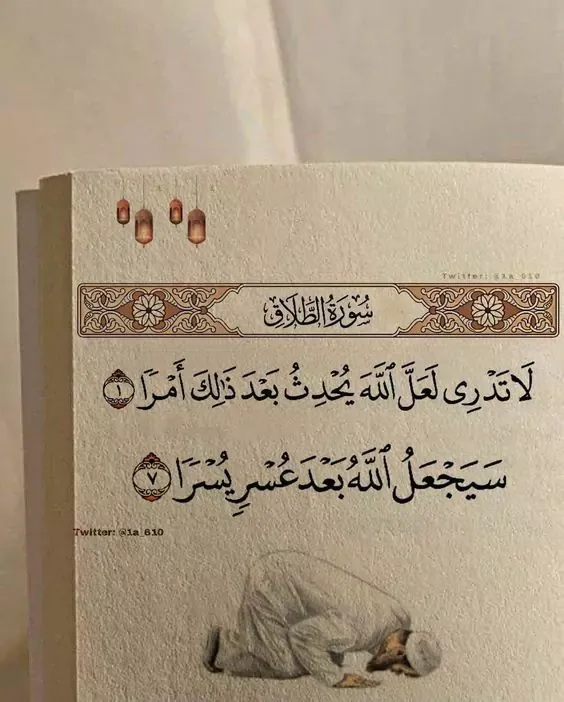 Twitter: @1a_610
سُورَةُ الطَّلَاقِ
لَا تَدْرِى لَعَلَّ ٱللَّهَ يُحْدِثُ بَعْدَ ذَٰلِكَ أَمْرًا ١
سَيَجْعَلُ ٱللَّهُ بَعْدَ عُسْرٍ يُسْرًا ٧
Twitter: @1a_610